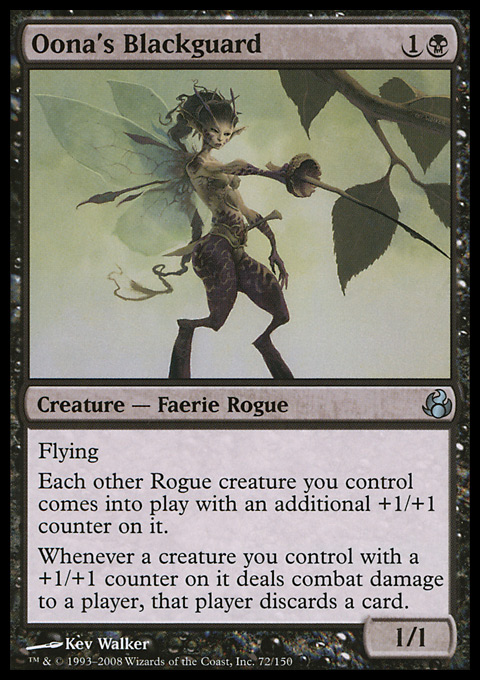 Oona's Blackguard 1
Creature — Faerie Rogue
Flying
Each other Rogue creature you control
comes into play with an additional +1/+1
counter on it.
Whenever a creature you control with a
+1/+1 counter on it deals combat damage
to a player, that player discards a card.
Kev Walker
1/1
™ & © 1993–2008 Wizards of the Coast, Inc. 72/150